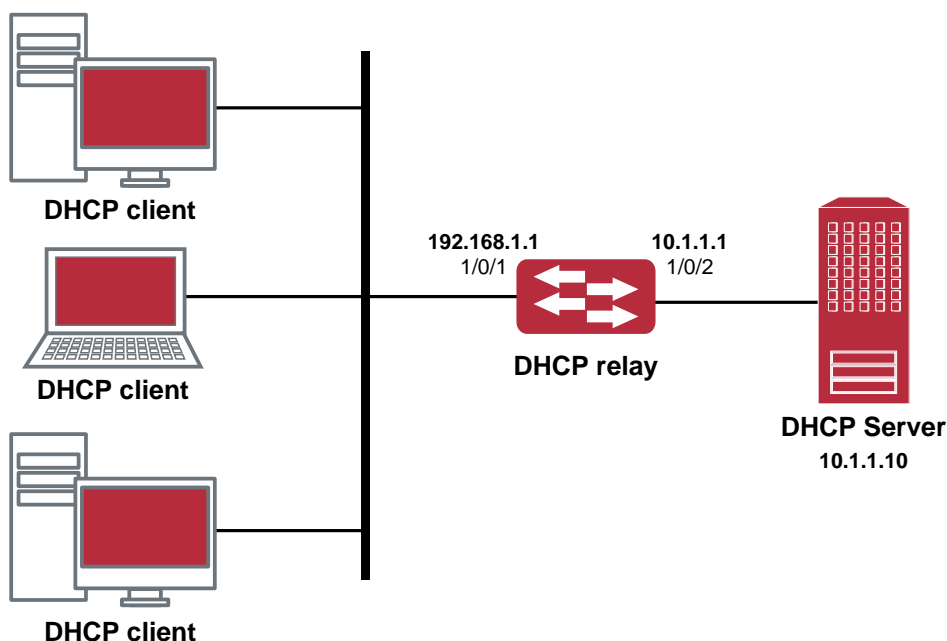 DHCP client
DHCP client
DHCP client
192.168.1.1
1/0/1
10.1.1.1
1/0/2
DHCP relay
DHCP Server
10.1.1.10